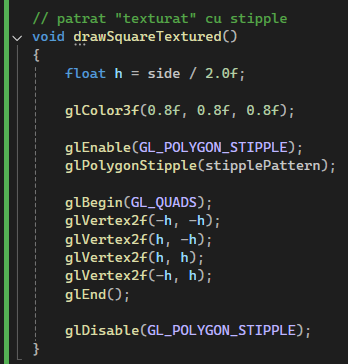 // patrat "texturat" cu stipple
void drawSquareTextured()
{
float h = side / 2.0f;
glColor3f(0.8f, 0.8f, 0.8f);
glEnable(GL_POLYGON_STIPPLE);
glPolygonStipple(stipplePattern);
glBegin(GL_QUADS);
glVertex2f(-h, -h);
glVertex2f(h, -h);
glVertex2f(h, h);
glVertex2f(-h, h);
glEnd();
glDisable(GL_POLYGON_STIPPLE);
}